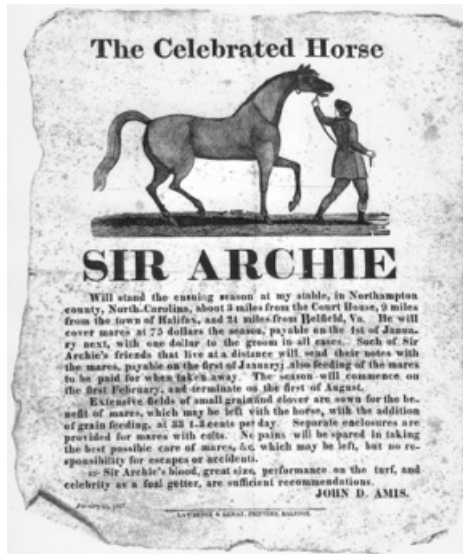 The Celebrated Horse
SIR ARCHIE
Will stand the ensuing season at my stable, in Northampton
county, North-Carolina, about 3 miles from the Court House, 9 miles
from the town of Halifax, and 24 miles from Belfield, Va. He will
cover mares at 75 dollars the season, payable on the 1st of Janua-
ry next, with one dollar to the groom in all cases. Such of Sir
Archie's friends that live at a distance will send their notes with
the mares, payable on the first of January; also feeding of the mares
to be paid for when taken away. The season will commence on
the first February, and terminate on the first of August.
Extensive fields of small grain and clover are sown for the be-
nefit of mares, which may be left with the horse, with the addition
of grain feeding, at 33 1-3 cents per day. Separate enclosures are
provided for mares with colts. No pains will be spared in taking
the best possible care of mares, &c. which may be left, but no re-
sponsibility for escapes or accidents.
Sir Archie's blood, great size, performance on the turf, and
celebrity as a foal getter, are sufficient recommendations.
JOHN D. AMIS.
LAWRENCE & LEMAY, PRINTERS, RALEIGH.